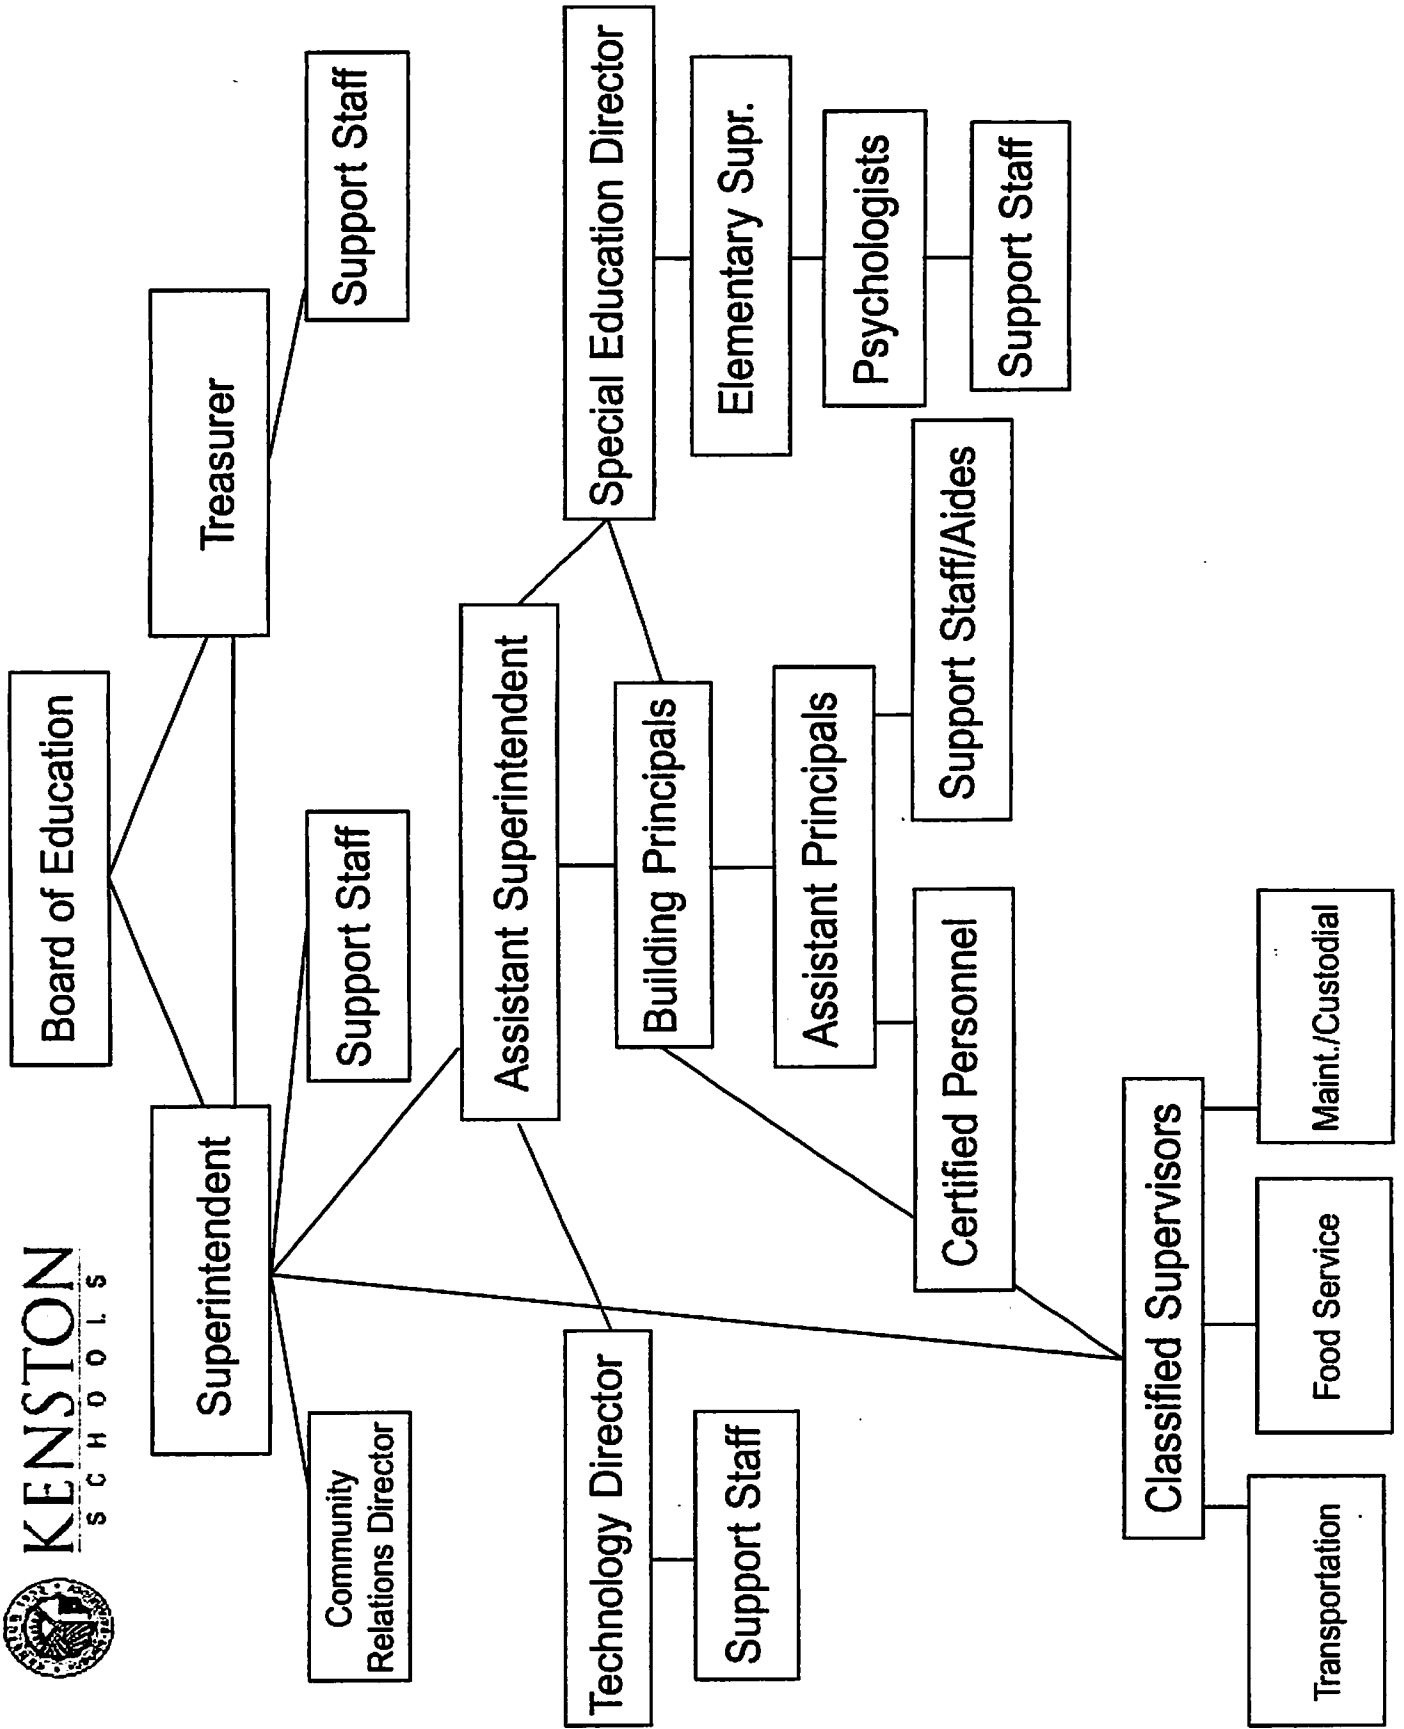 KENSTON
SCHOOLS
Board of Education
Superintendent
Treasurer
Community
Relations Director
Support Staff
Support Staff
Assistant Superintendent
Technology Director
Building Principals
Special Education Director
Support Staff
Assistant Principals
Elementary Supr.
Psychologists
Certified Personnel
Support Staff/Aides
Support Staff
Classified Supervisors
Transportation
Food Service
Maint./Custodial